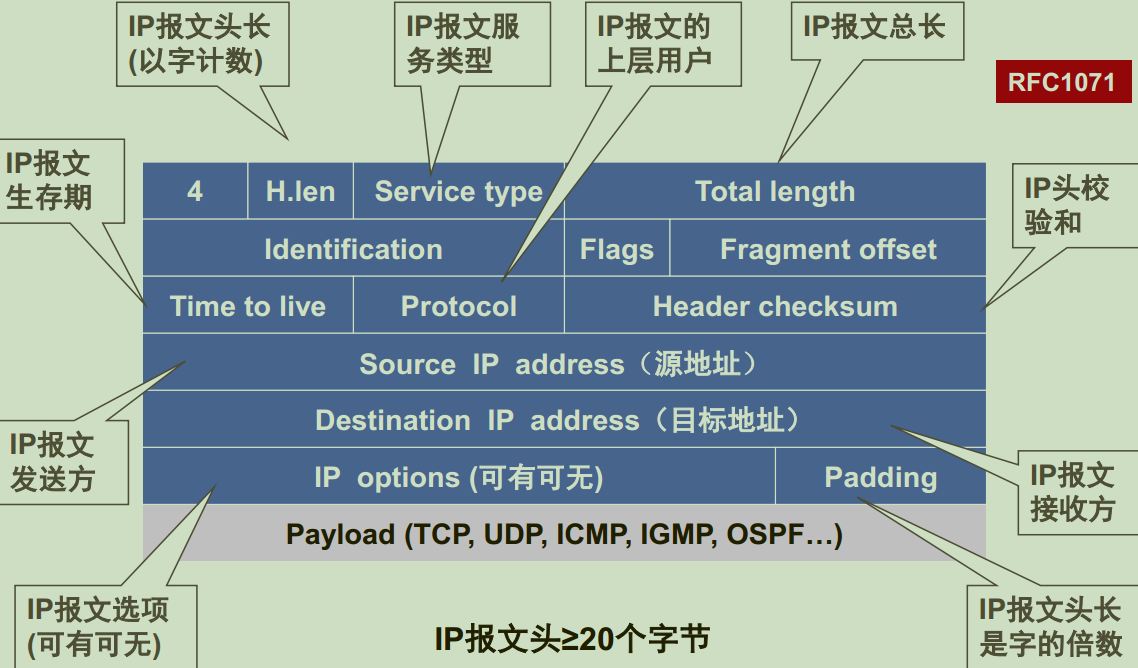 IP报文头长
(以字计数)
IP报文服
务类型
IP报文的
上层用户
IP报文总长
RFC1071
IP报文
生存期
4 H.len Service type Total length
IP头校
验和
Identification Flags Fragment offset
Time to live Protocol Header checksum
Source IP address（源地址）
Destination IP address（目标地址）
IP报文
发送方
IP options (可有可无) Padding
IP报文
接收方
Payload (TCP, UDP, ICMP, IGMP, OSPF…)
IP报文选项
(可有可无)
IP报文头≥20个字节
IP报文头长
是字的倍数